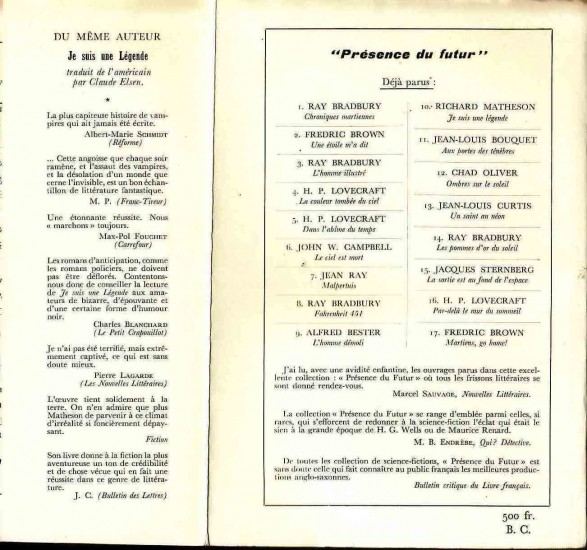 DU MÊME AUTEUR
Je suis une Légende
traduit de l'américain
par Claude Elsen.
*
La plus capiteuse histoire de vam-
pires qui ait jamais été écrite.
Albert-Marie SCHMIDT
(Réforme)
... Cette angoisse que chaque soir
ramène, et l'assaut des vampires,
et la désolation d'un monde que
cerne l'invisible, est un bon échan-
tillon de littérature fantastique.
M. P. (Franc-Tireur)
Une étonnante réussite. Nous
« marchons » toujours.
Max-Pol FOUCHET
(Carrefour)
Les romans d'anticipation, comme
les romans policiers, ne doivent
pas être déflorés. Contentons-
nous donc de conseiller la lecture
de Je suis une Légende aux ama-
teurs de bizarre, d'épouvante et
d'une certaine forme d'humour
noir.
Charles BLANCHARD
(Le Petit Crapouillot)
Je n'ai pas été terrifié, mais extrê-
mement captivé, ce qui est sans
doute mieux.
Pierre LAGARDE
(Les Nouvelles Littéraires)
L'œuvre tient solidement à la
terre. On n'en admire que plus
Matheson de parvenir à ce climat
d'irréalité si foncièrement dépay-
sant.
Fiction
Son livre donne à la fiction la plus
aventureuse un ton de crédibilité
et de chose vécue qui en fait une
réussite dans ce genre de littéra-
ture.
J. C. (Bulletin des Lettres)
"Présence du futur"
Déjà parus :
1. RAY BRADBURY
Chroniques martiennes
2. FREDRIC BROWN
Une étoile m'a dit
3. RAY BRADBURY
L'homme illustré
4. H. P. LOVECRAFT
La couleur tombée du ciel
5. H. P. LOVECRAFT
Dans l'abîme du temps
6. JOHN W. CAMPBELL
Le ciel est mort
7. JEAN RAY
Malpertuis
8. RAY BRADBURY
Fahrenheit 451
9. ALFRED BESTER
L'homme démoli
10. RICHARD MATHESON
Je suis une légende
11. JEAN-LOUIS BOUQUET
Aux portes des ténèbres
12. CHAD OLIVER
Ombres sur le soleil
13. JEAN-LOUIS CURTIS
Un saint au néon
14. RAY BRADBURY
Les pommes d'or du soleil
15. JACQUES STERNBERG
La sortie est au fond de l'espace
16. H. P. LOVECRAFT
Par-delà le mur du sommeil
17. FREDRIC BROWN
Martiens, go home!
J'ai lu, avec une avidité enfantine, les ouvrages parus dans cette excel-
lente collection : « Présence du Futur » où tous les frissons littéraires se
sont donné rendez-vous.
Marcel SAUVAGE, Nouvelles Littéraires.
La collection « Présence du Futur » se range d'emblée parmi celles, si
rares, qui s'efforcent de redonner à la science-fiction l'éclat qui était le
sien à la grande époque de H. G. Wells ou de Maurice Renard.
M. B. ENDRÈBE, Qui? Détective.
De toutes les collection de science-fictions, « Présence du Futur » est
sans doute celle qui fait connaître au public français les meilleures produc-
tions anglo-saxonnes.
Bulletin critique du Livre français.
500 fr.
B. C.